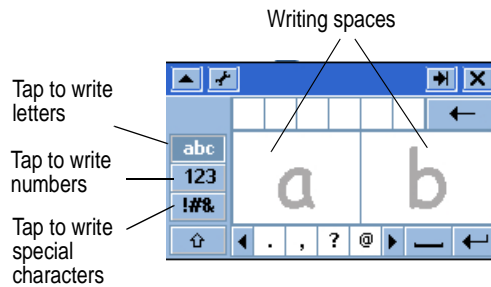 Writing spaces
Tap to write
letters
Tap to write
numbers
Tap to write
special
characters
abc
123
!#&
a b
. , ? @